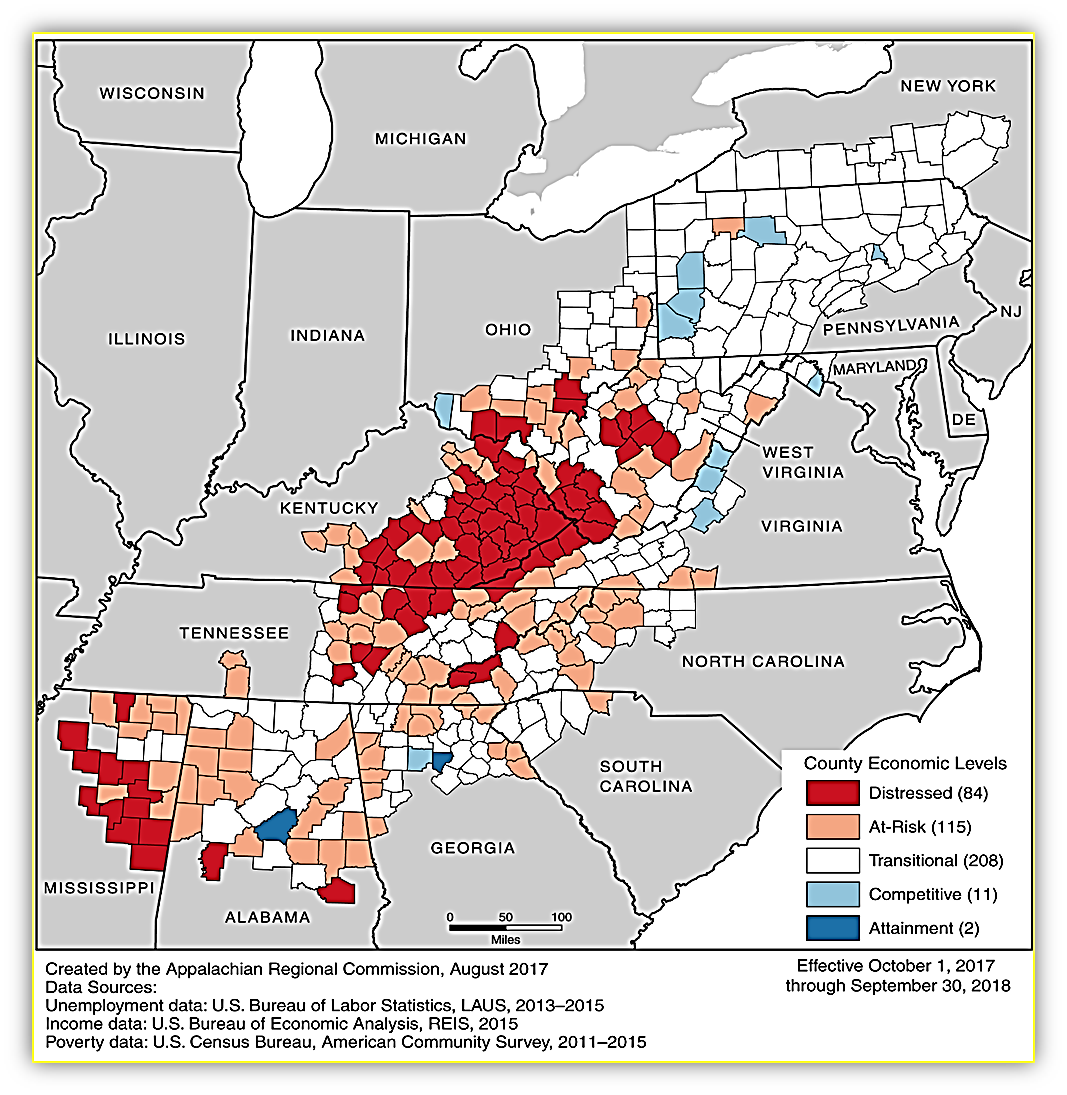 WISCONSIN
MICHIGAN
NEW YORK
ILLINOIS
INDIANA
OHIO
PENNSYLVANIA
NJ
MARYLAND
DE
WEST
VIRGINIA
KENTUCKY
VIRGINIA
TENNESSEE
NORTH CAROLINA
SOUTH
CAROLINA
GEORGIA
MISSISSIPPI
ALABAMA
0 50 100
Miles
County Economic Levels
Distressed (84)
At-Risk (115)
Transitional (208)
Competitive (11)
Attainment (2)
Created by the Appalachian Regional Commission, August 2017
Data Sources:
Unemployment data: U.S. Bureau of Labor Statistics, LAUS, 2013–2015
Income data: U.S. Bureau of Economic Analysis, REIS, 2015
Poverty data: U.S. Census Bureau, American Community Survey, 2011–2015
Effective October 1, 2017
through September 30, 2018